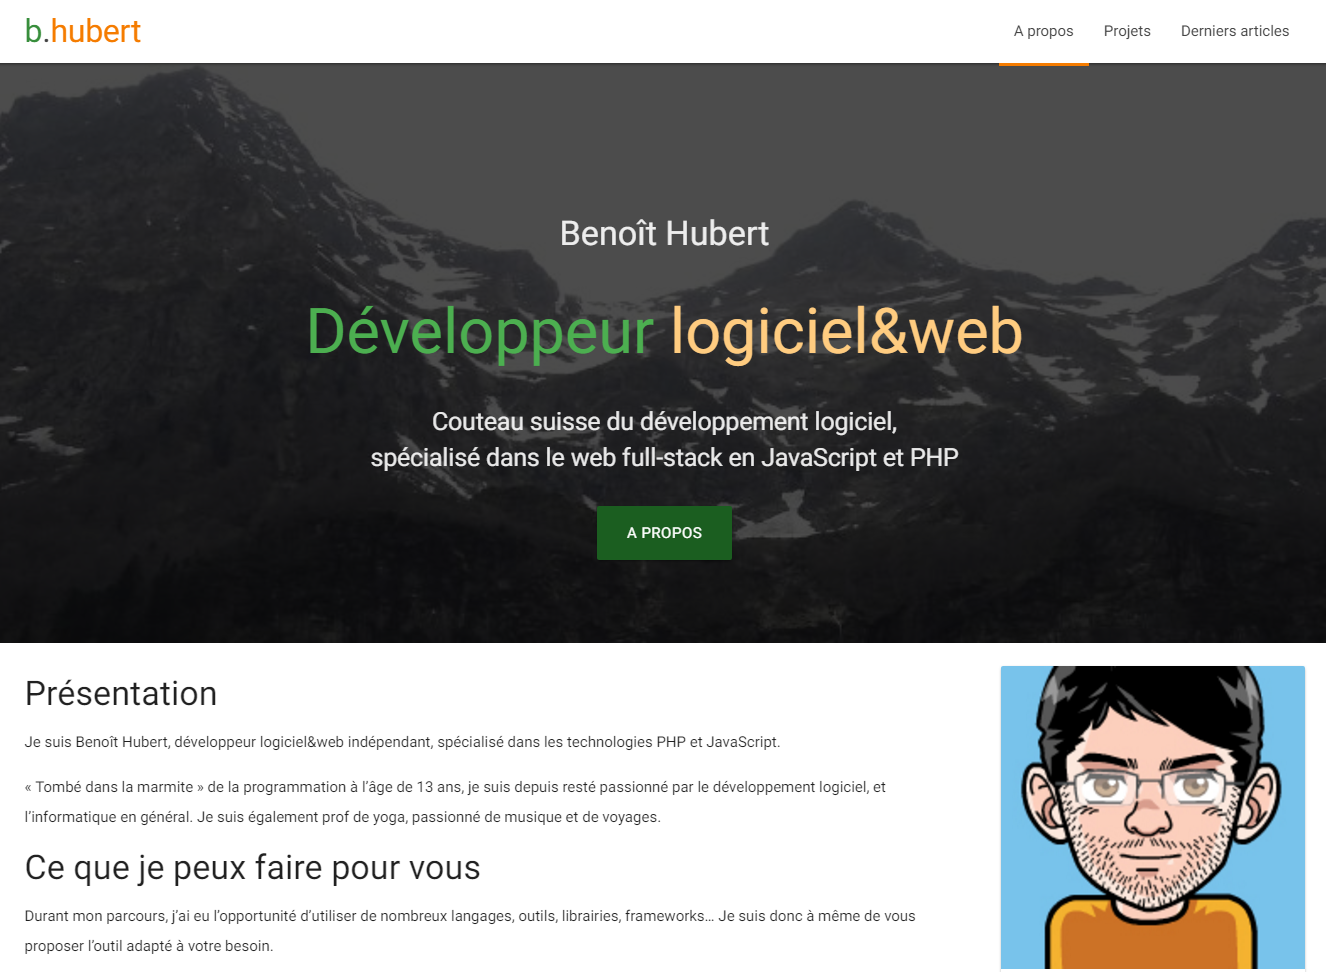 b.hubert
A propos
Projets
Derniers articles
Benoît Hubert
Développeur logiciel&web
Couteau suisse du développement logiciel,
spécialisé dans le web full-stack en JavaScript et PHP
A PROPOS
Présentation
Je suis Benoît Hubert, développeur logiciel&web indépendant, spécialisé dans les technologies PHP et JavaScript.
« Tombé dans la marmite » de la programmation à l’âge de 13 ans, je suis depuis resté passionné par le développement logiciel, et
l’informatique en général. Je suis également prof de yoga, passionné de musique et de voyages.
Ce que je peux faire pour vous
Durant mon parcours, j’ai eu l’opportunité d’utiliser de nombreux langages, outils, librairies, frameworks… Je suis donc à même de vous
proposer l’outil adapté à votre besoin.